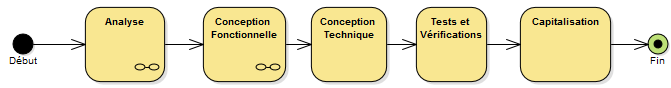 Début
Analyse
Conception
Fonctionnelle
Conception
Technique
Tests et
Vérifications
Capitalisation
Fin